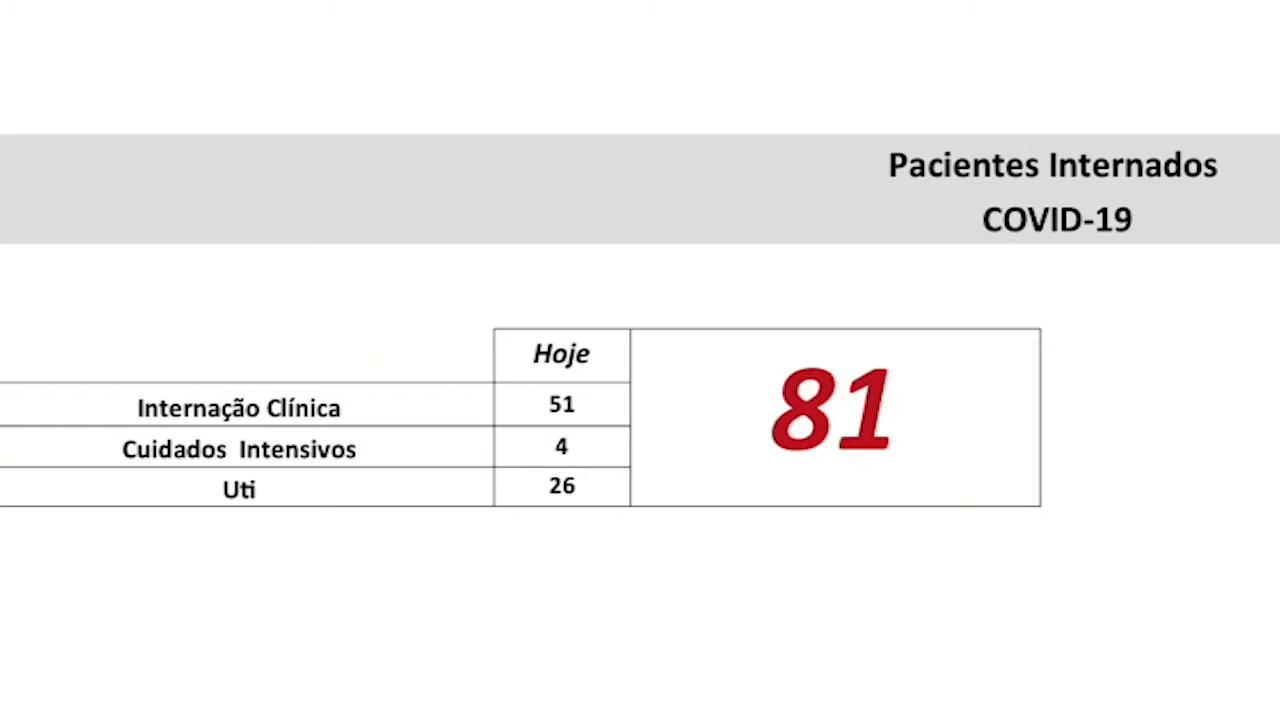 Pacientes Internados
COVID-19
Hoje
81
Internação Clínica 51
Cuidados Intensivos 4
Uti 26